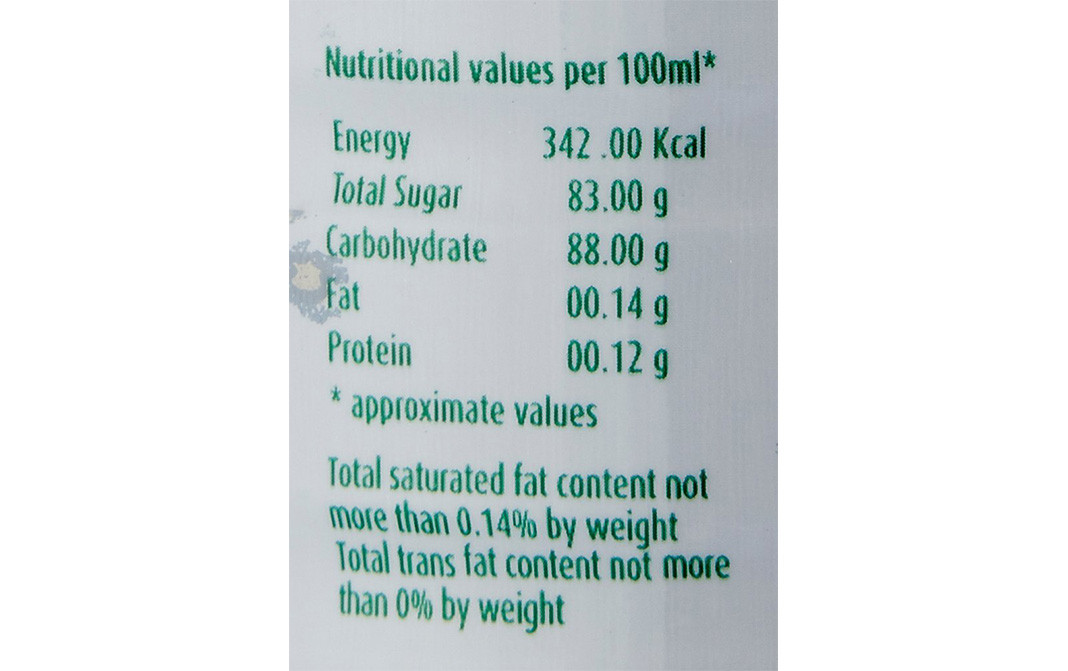 Nutritional values per 100ml*
Energy 342 .00 Kcal
Total Sugar 83.00 g
Carbohydrate 88.00 g
Fat 00.14 g
Protein 00.12 g
* approximate values
Total saturated fat content not
more than 0.14% by weight
Total trans fat content not more
than 0% by weight